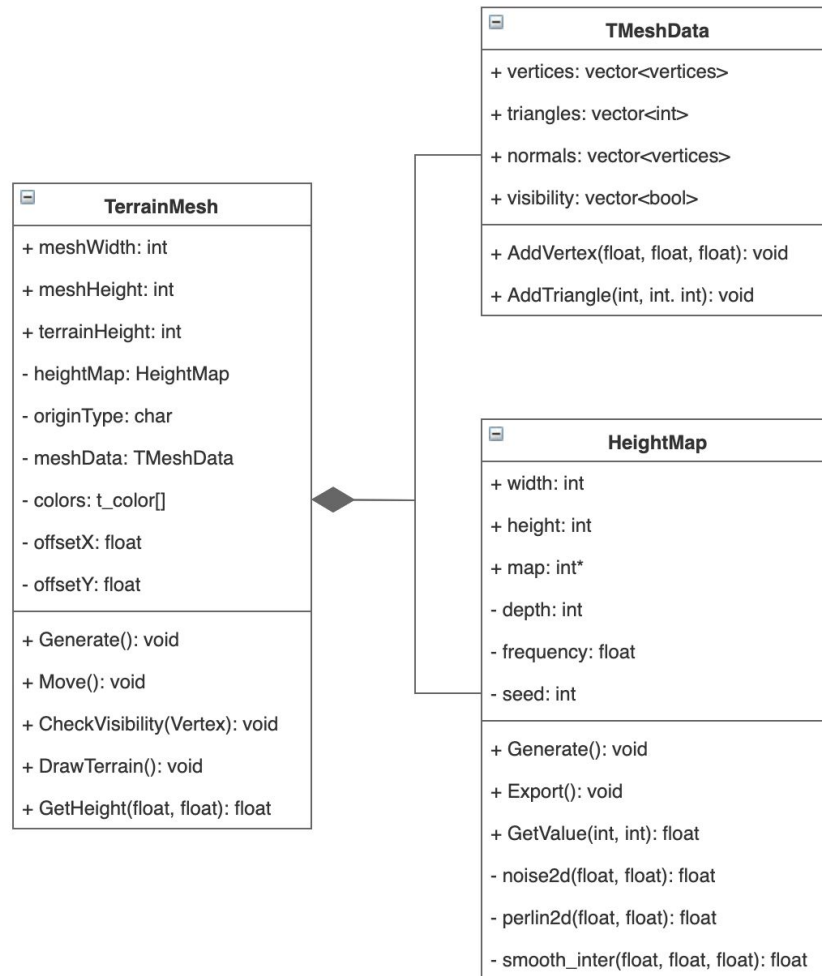 TMeshData
+ vertices: vector<vertices>
+ triangles: vector<int>
+ normals: vector<vertices>
+ visibility: vector<bool>
+ AddVertex(float, float, float): void
+ AddTriangle(int, int. int): void
TerrainMesh
+ meshWidth: int
+ meshHeight: int
+ terrainHeight: int
- heightMap: HeightMap
- originType: char
- meshData: TMeshData
- colors: t_color[]
- offsetX: float
- offsetY: float
+ Generate(): void
+ Move(): void
+ CheckVisibility(Vertex): void
+ DrawTerrain(): void
+ GetHeight(float, float): float
HeightMap
+ width: int
+ height: int
+ map: int*
- depth: int
- frequency: float
- seed: int
+ Generate(): void
+ Export(): void
+ GetValue(int, int): float
- noise2d(float, float): float
- perlin2d(float, float): float
- smooth_inter(float, float, float): float